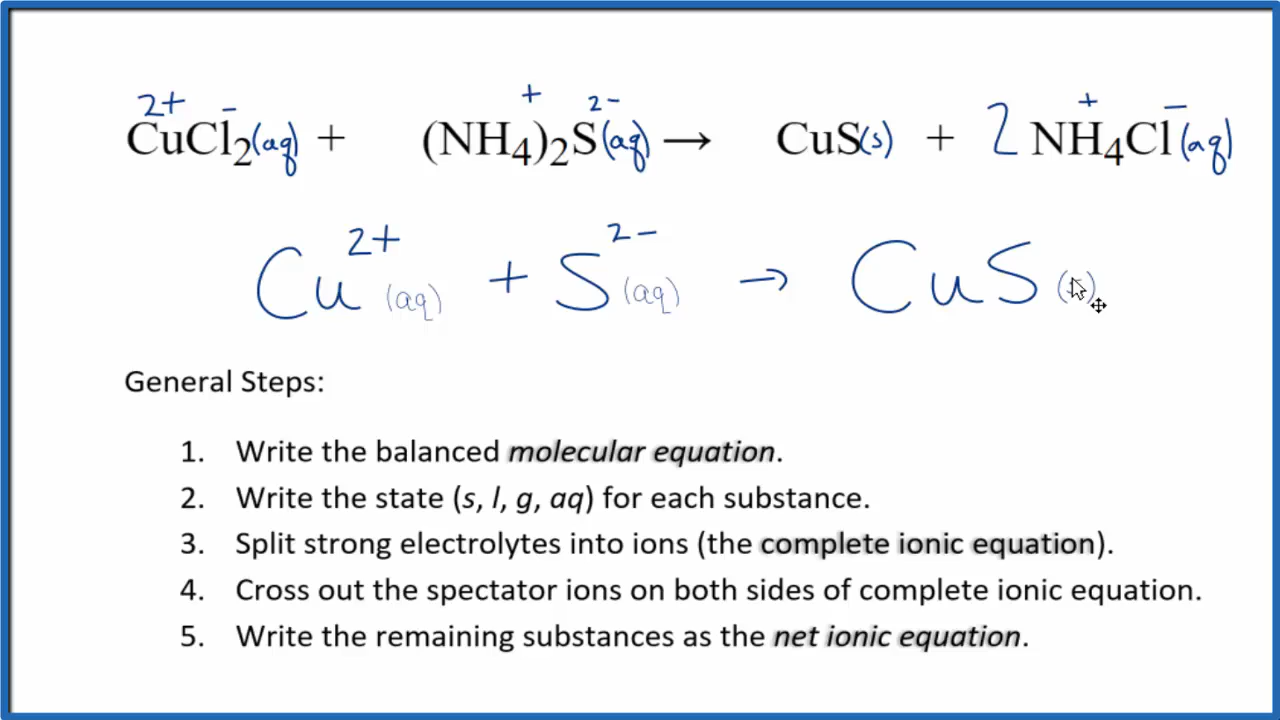 2+ - + 2- + -
CuCl₂(aq) + (NH₄)₂S(aq) → CuS(s) + 2 NH₄Cl(aq)
Cu²⁺(aq) + S²⁻(aq) → CuS
General Steps:
1. Write the balanced molecular equation.
2. Write the state (s, l, g, aq) for each substance.
3. Split strong electrolytes into ions (the complete ionic equation).
4. Cross out the spectator ions on both sides of complete ionic equation.
5. Write the remaining substances as the net ionic equation.